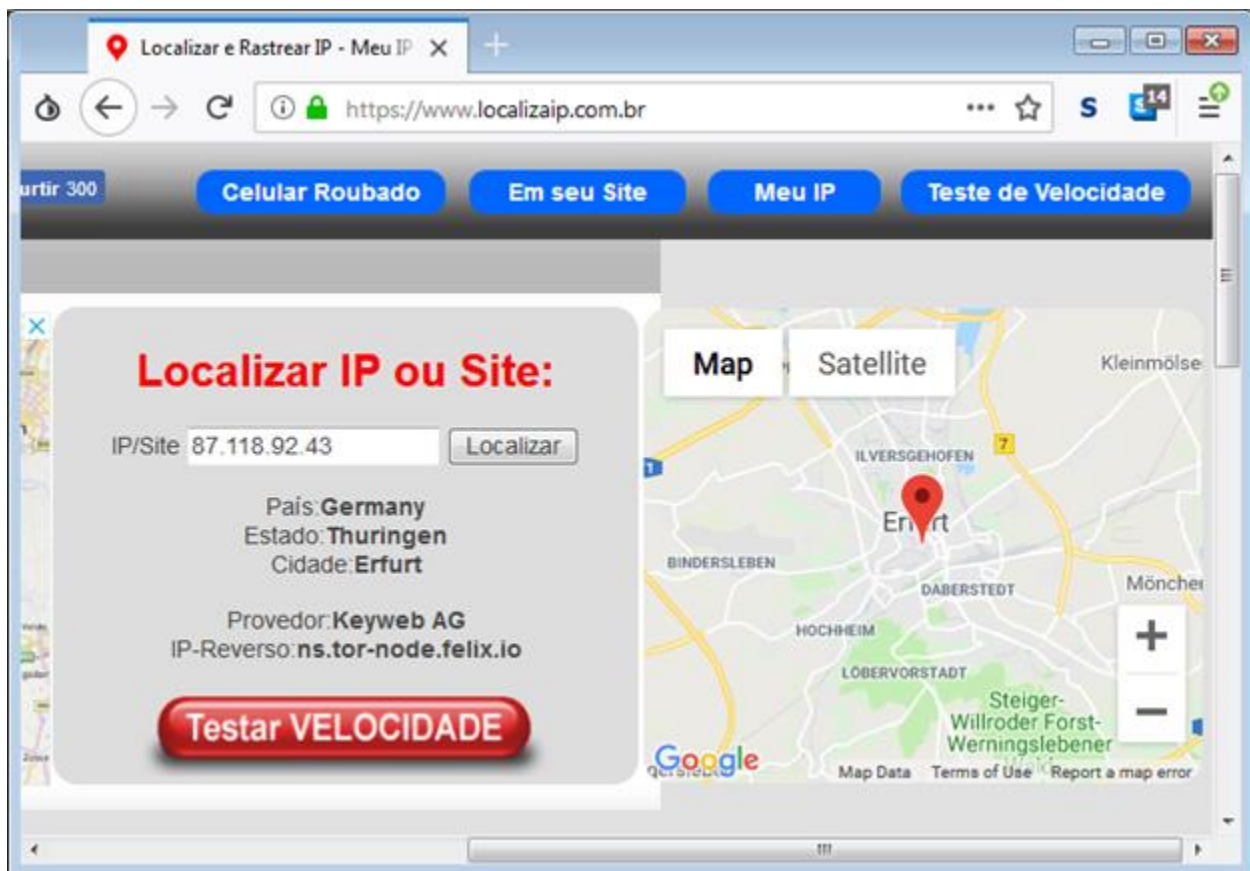 Localizar e Rastrear IP - Meu IP
https://www.localizaip.com.br
14
urtir 300
Celular Roubado
Em seu Site
Meu IP
Teste de Velocidade
Localizar IP ou Site:
IP/Site 87.118.92.43 Localizar
País:Germany
Estado:Thuringen
Cidade:Erfurt
Provedor:Keyweb AG
IP-Reverso:ns.tor-node.felix.io
Testar VELOCIDADE
Map
Satellite
Kleinmölse
7
ILVERSGEHOFEN
Erfurt
BINDERSLEBEN
DABERSTEDT
Mönche
HOCHHEIM
LÖBERVORSTADT
Steiger-
Willroder Forst-
Werningslebener
+
−
Google
Map Data
Terms of Use
Report a map error